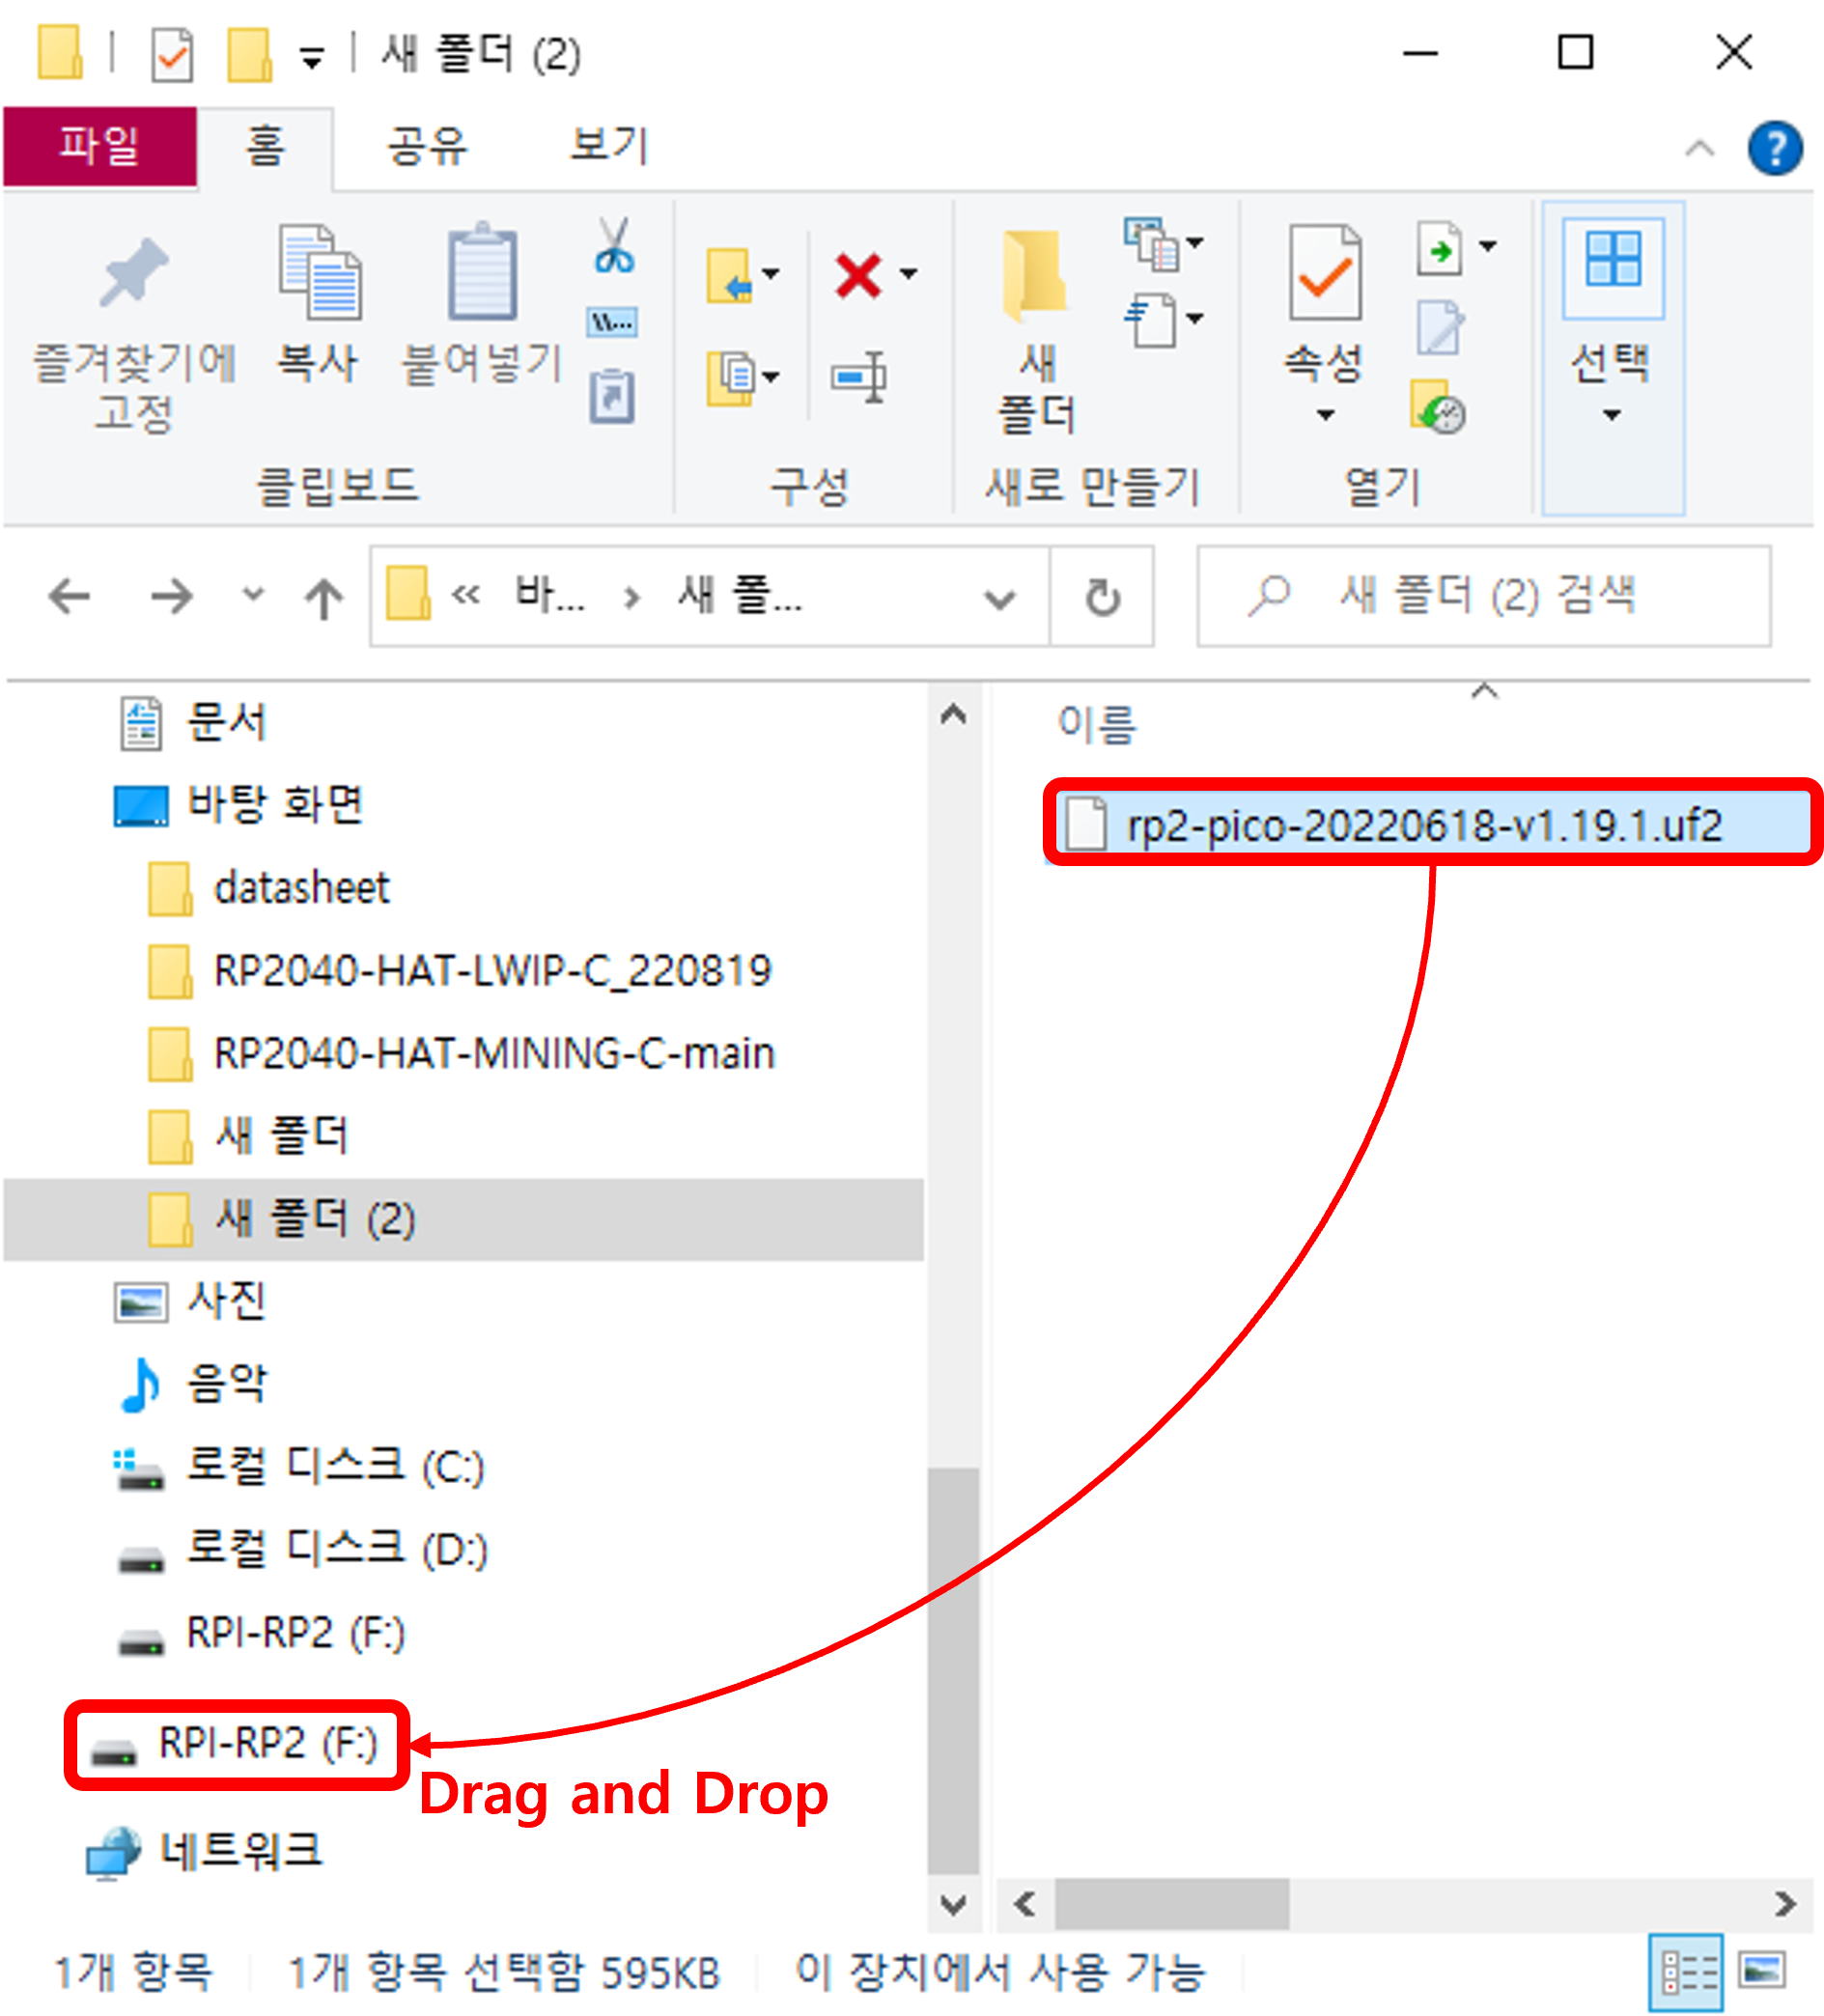 새 폴더 (2)
파일 홈 공유 보기
즐겨찾기에
고정
복사
붙여넣기
클립보드
구성
새
폴더
새로 만들기
속성
열기
선택
« 바... › 새 폴...
새 폴더 (2) 검색
문서
바탕 화면
datasheet
RP2040-HAT-LWIP-C_220819
RP2040-HAT-MINING-C-main
새 폴더
새 폴더 (2)
사진
음악
로컬 디스크 (C:)
로컬 디스크 (D:)
RPI-RP2 (F:)
RPI-RP2 (F:)
네트워크
이름
rp2-pico-20220618-v1.19.1.uf2
Drag and Drop
1개 항목 1개 항목 선택함 595KB 이 장치에서 사용 가능